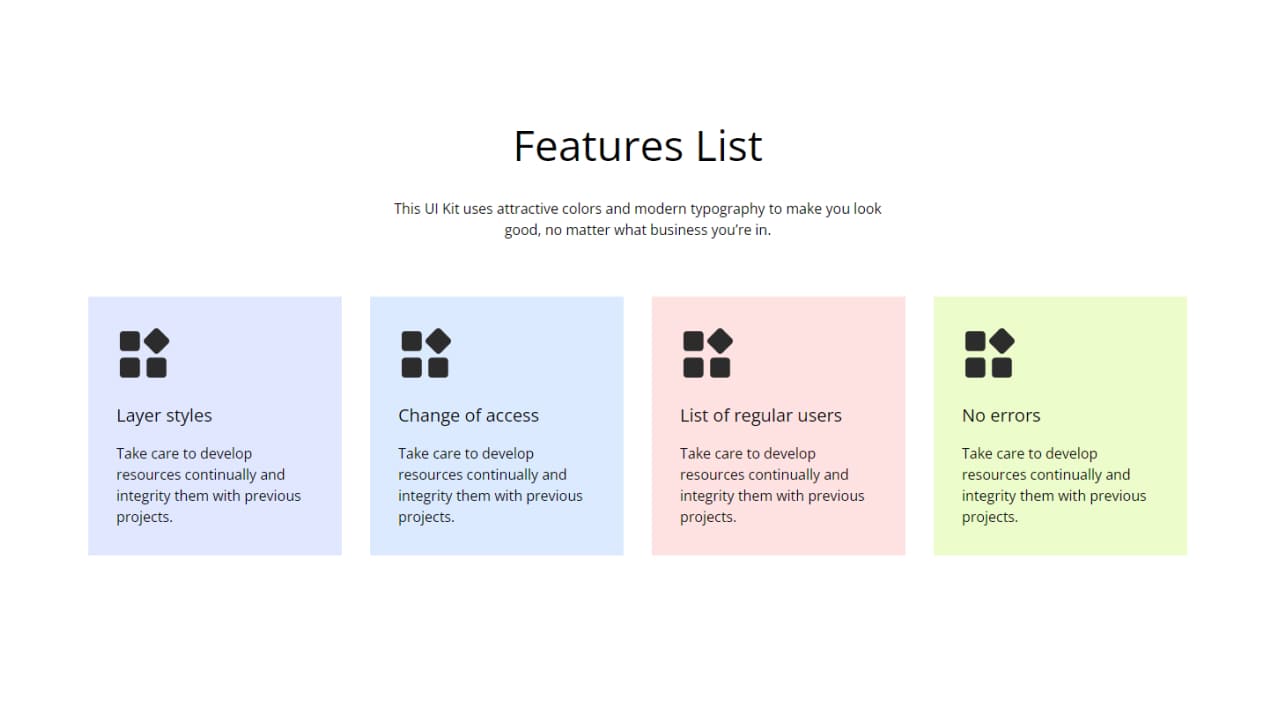 Features List
This UI Kit uses attractive colors and modern typography to make you look
good, no matter what business you’re in.
Layer styles
Take care to develop
resources continually and
integrity them with previous
projects.
Change of access
Take care to develop
resources continually and
integrity them with previous
projects.
List of regular users
Take care to develop
resources continually and
integrity them with previous
projects.
No errors
Take care to develop
resources continually and
integrity them with previous
projects.